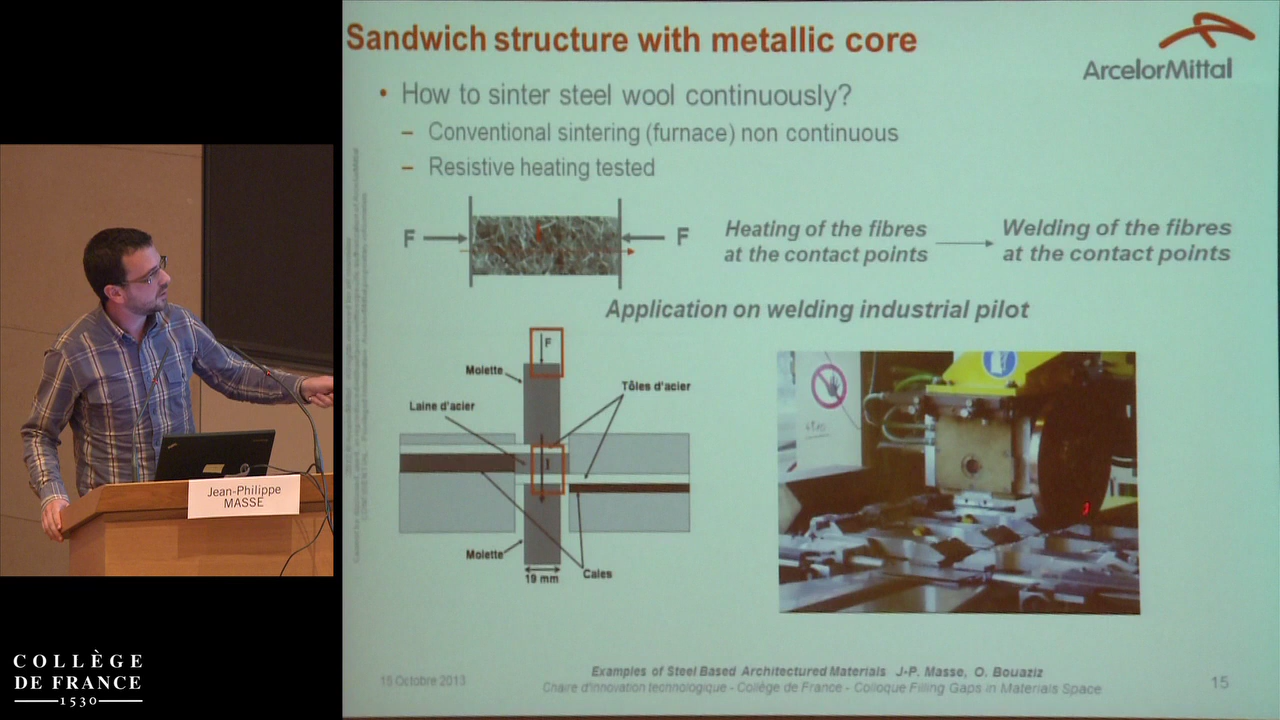 Sandwich structure with metallic core
ArcelorMittal
• How to sinter steel wool continuously?
– Conventional sintering (furnace) non continuous
– Resistive heating tested
F
F
Heating of the fibres
at the contact points
Welding of the fibres
at the contact points
Application on welding industrial pilot
F
Molette
Tôles d'acier
Laine d'acier
I
Molette
Cales
19 mm
Jean-Philippe
MASSE
COLLÈGE
DE FRANCE
1530
18 Octobre 2013
Examples of Steel Based Architectured Materials J-P. Masse, O. Bouaziz
Chaire d'innovation technologique - Collège de France - Colloque Filling Gaps in Materials Space
15